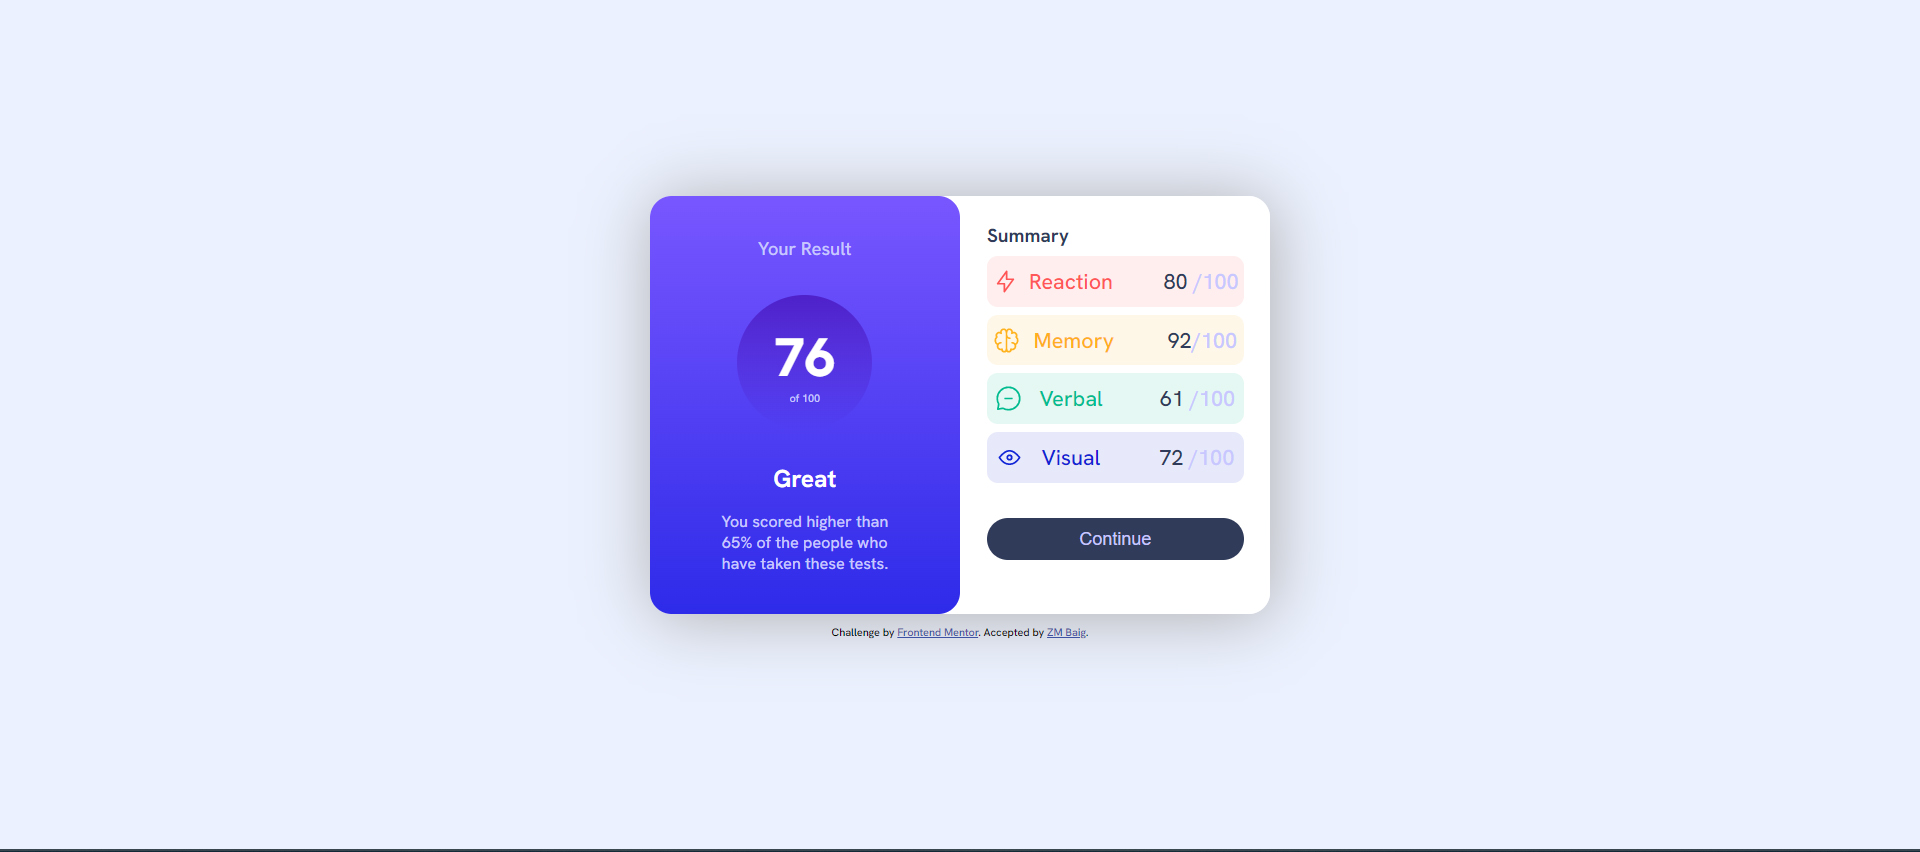 Your Result
76
of 100
Great
You scored higher than
65% of the people who
have taken these tests.
Summary
Reaction 80 /100
Memory 92/100
Verbal 61 /100
Visual 72 /100
Continue
Challenge by Frontend Mentor. Accepted by ZM Baig.